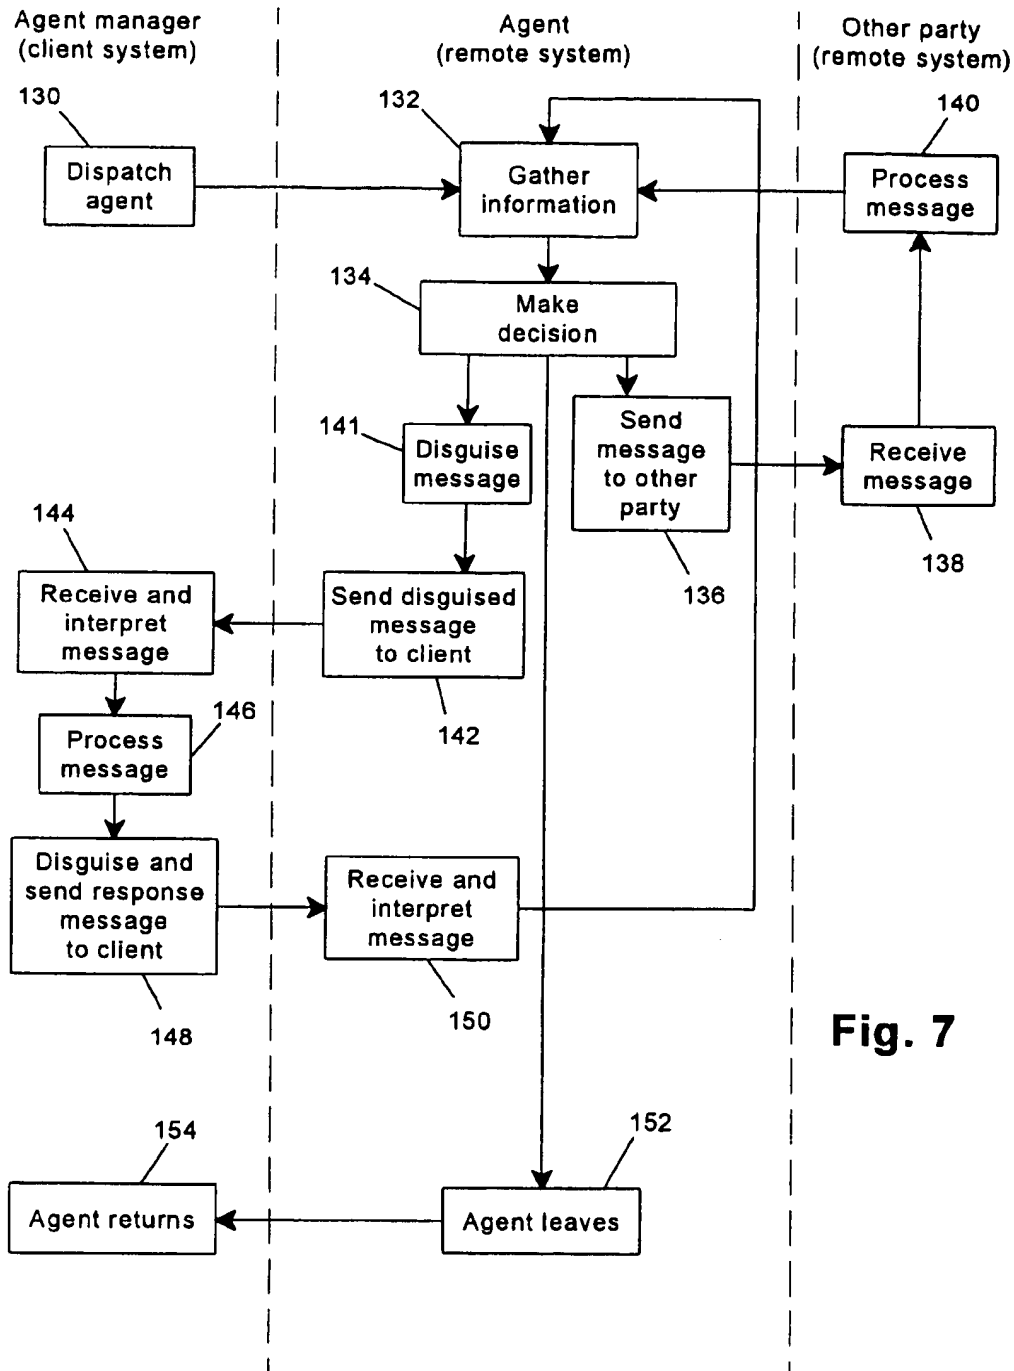 Agent manager
(client system)
Agent
(remote system)
Other party
(remote system)
130
132
140
Dispatch
agent
Gather
information
Process
message
134
Make
decision
141
Disguise
message
Send
message
to other
party
Receive
message
144
136
138
Receive and
interpret
message
Send disguised
message
to client
146
142
Process
message
Disguise and
send response
message
to client
Receive and
interpret
message
148
150
Fig. 7
154
152
Agent returns
Agent leaves